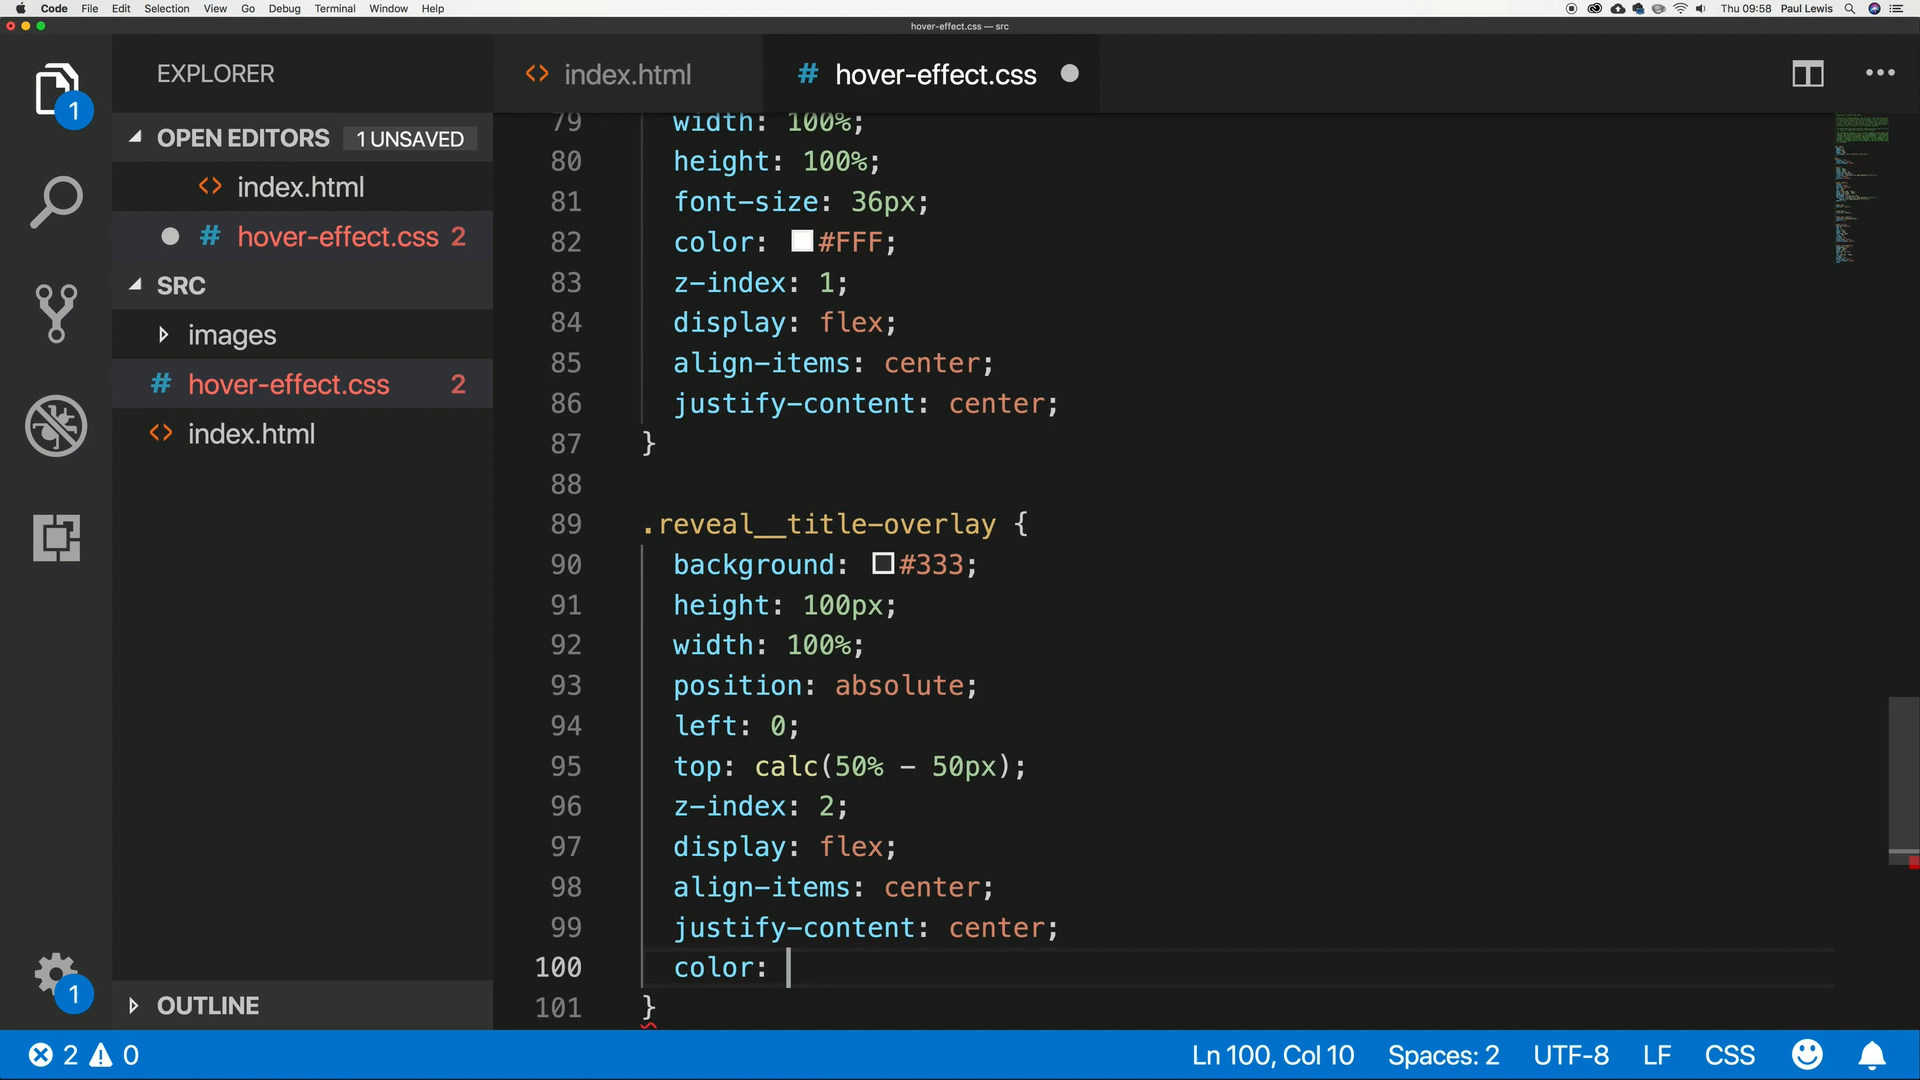 Code File Edit Selection View Go Debug Terminal Window Help Thu 09:58 Paul Lewis
hover-effect.css — src
EXPLORER
OPEN EDITORS 1 UNSAVED
<> index.html
# hover-effect.css 2
SRC
images
# hover-effect.css 2
<> index.html
OUTLINE
1
1
<> index.html # hover-effect.css
79 width: 100%;
80 height: 100%;
81 font-size: 36px;
82 color: #FFF;
83 z-index: 1;
84 display: flex;
85 align-items: center;
86 justify-content: center;
87 }
88
89 .reveal__title-overlay {
90 background: #333;
91 height: 100px;
92 width: 100%;
93 position: absolute;
94 left: 0;
95 top: calc(50% - 50px);
96 z-index: 2;
97 display: flex;
98 align-items: center;
99 justify-content: center;
100 color:
101 }
2 0 Ln 100, Col 10 Spaces: 2 UTF-8 LF CSS